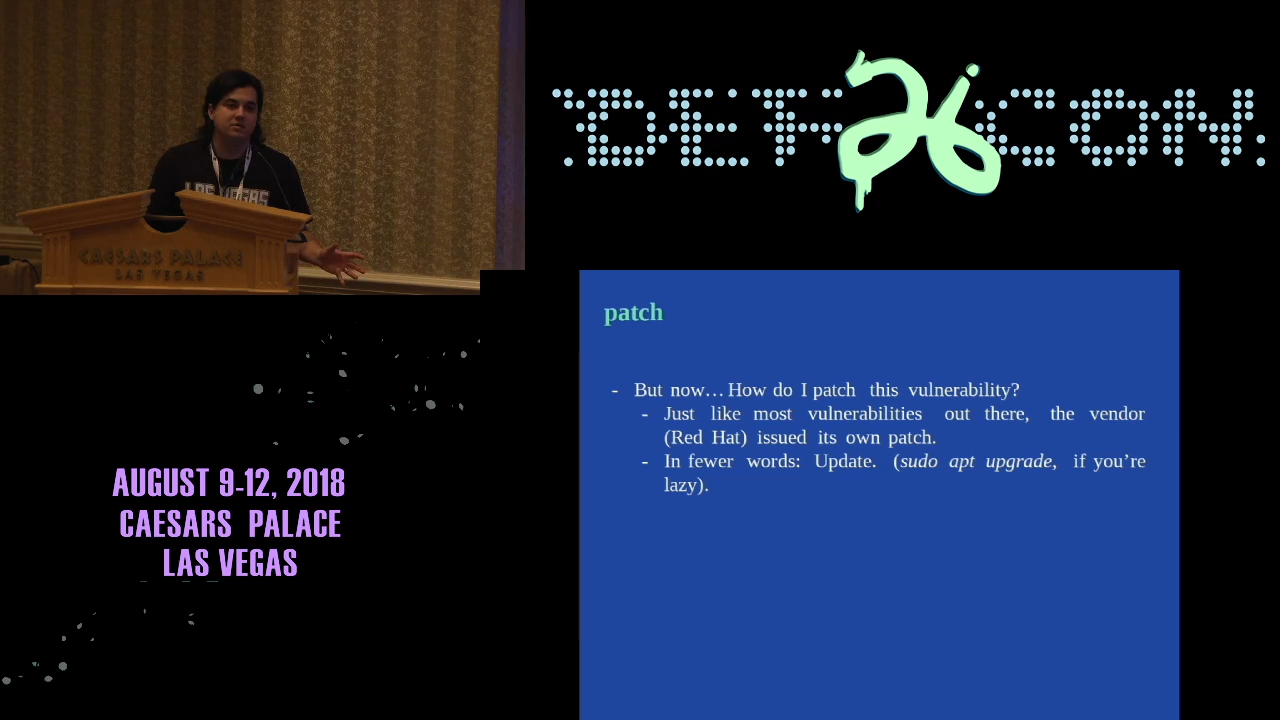 DEF CON
26
LAS VEGAS
CAESARS PALACE
LAS VEGAS
patch
- But now… How do I patch this vulnerability?
- Just like most vulnerabilities out there, the vendor
(Red Hat) issued its own patch.
- In fewer words: Update. (sudo apt upgrade, if you're
lazy).
AUGUST 9-12, 2018
CAESARS PALACE
LAS VEGAS